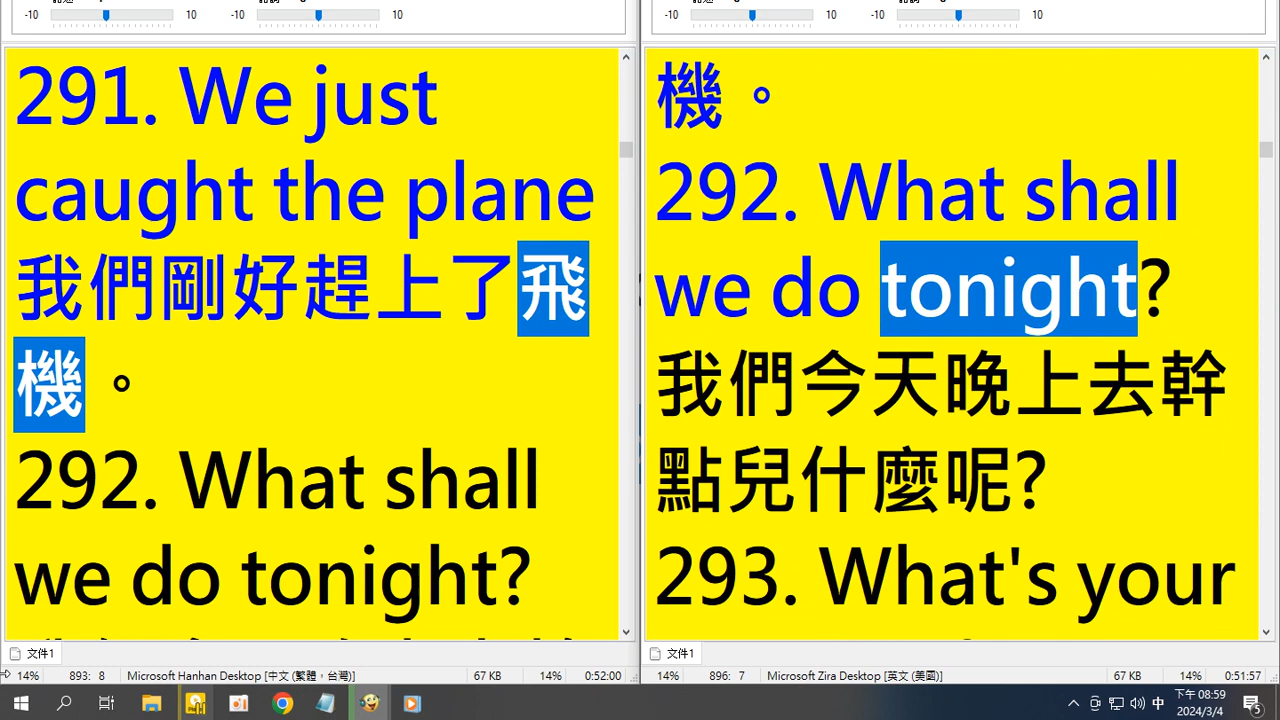 -10
10
-10
10
291. We just
caught the plane
我們剛好趕上了飛
機。
292. What shall
we do tonight?
文件1
14%
893: 8
Microsoft Hanhan Desktop [中文 (繁體，台灣)]
67 KB
14%
0:52:00
-10
10
-10
10
機。
292. What shall
we do tonight?
我們今天晚上去幹
點兒什麼呢?
293. What's your
文件1
14%
896: 7
Microsoft Zira Desktop [英文 (美國)]
67 KB
14%
0:51:57
中
下午 08:59
2024/3/4
5